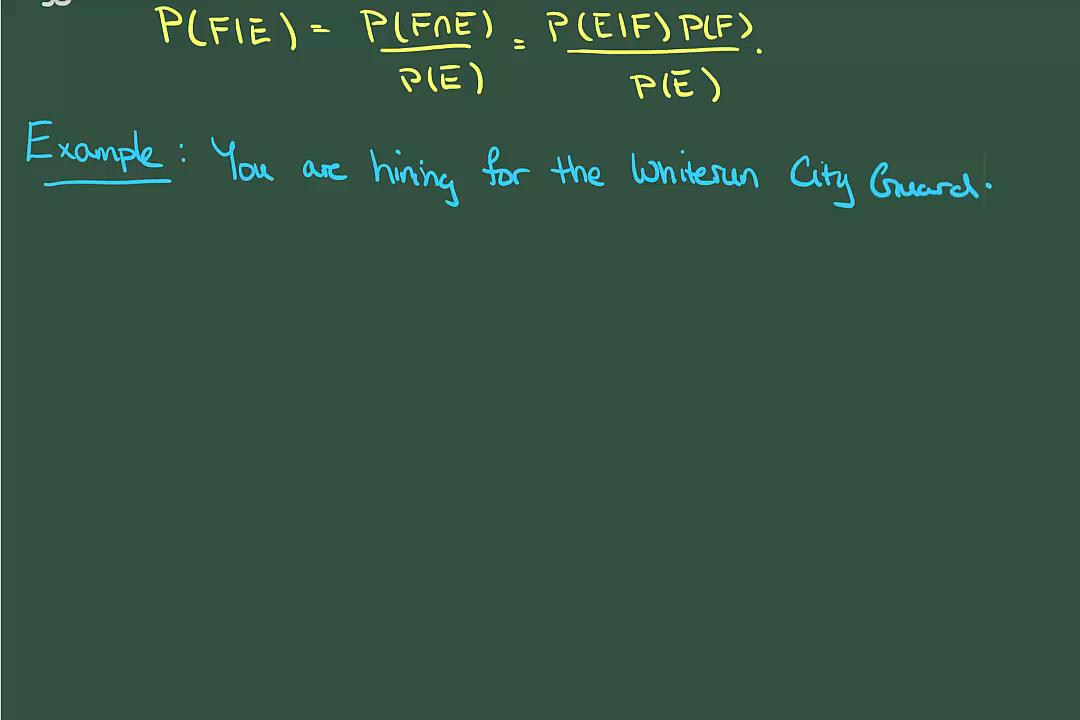 P(F|E) = P(F∩E) / P(E) = P(E|F) P(F) / P(E).
Example: You are hiring for the Whiterun City Guard.